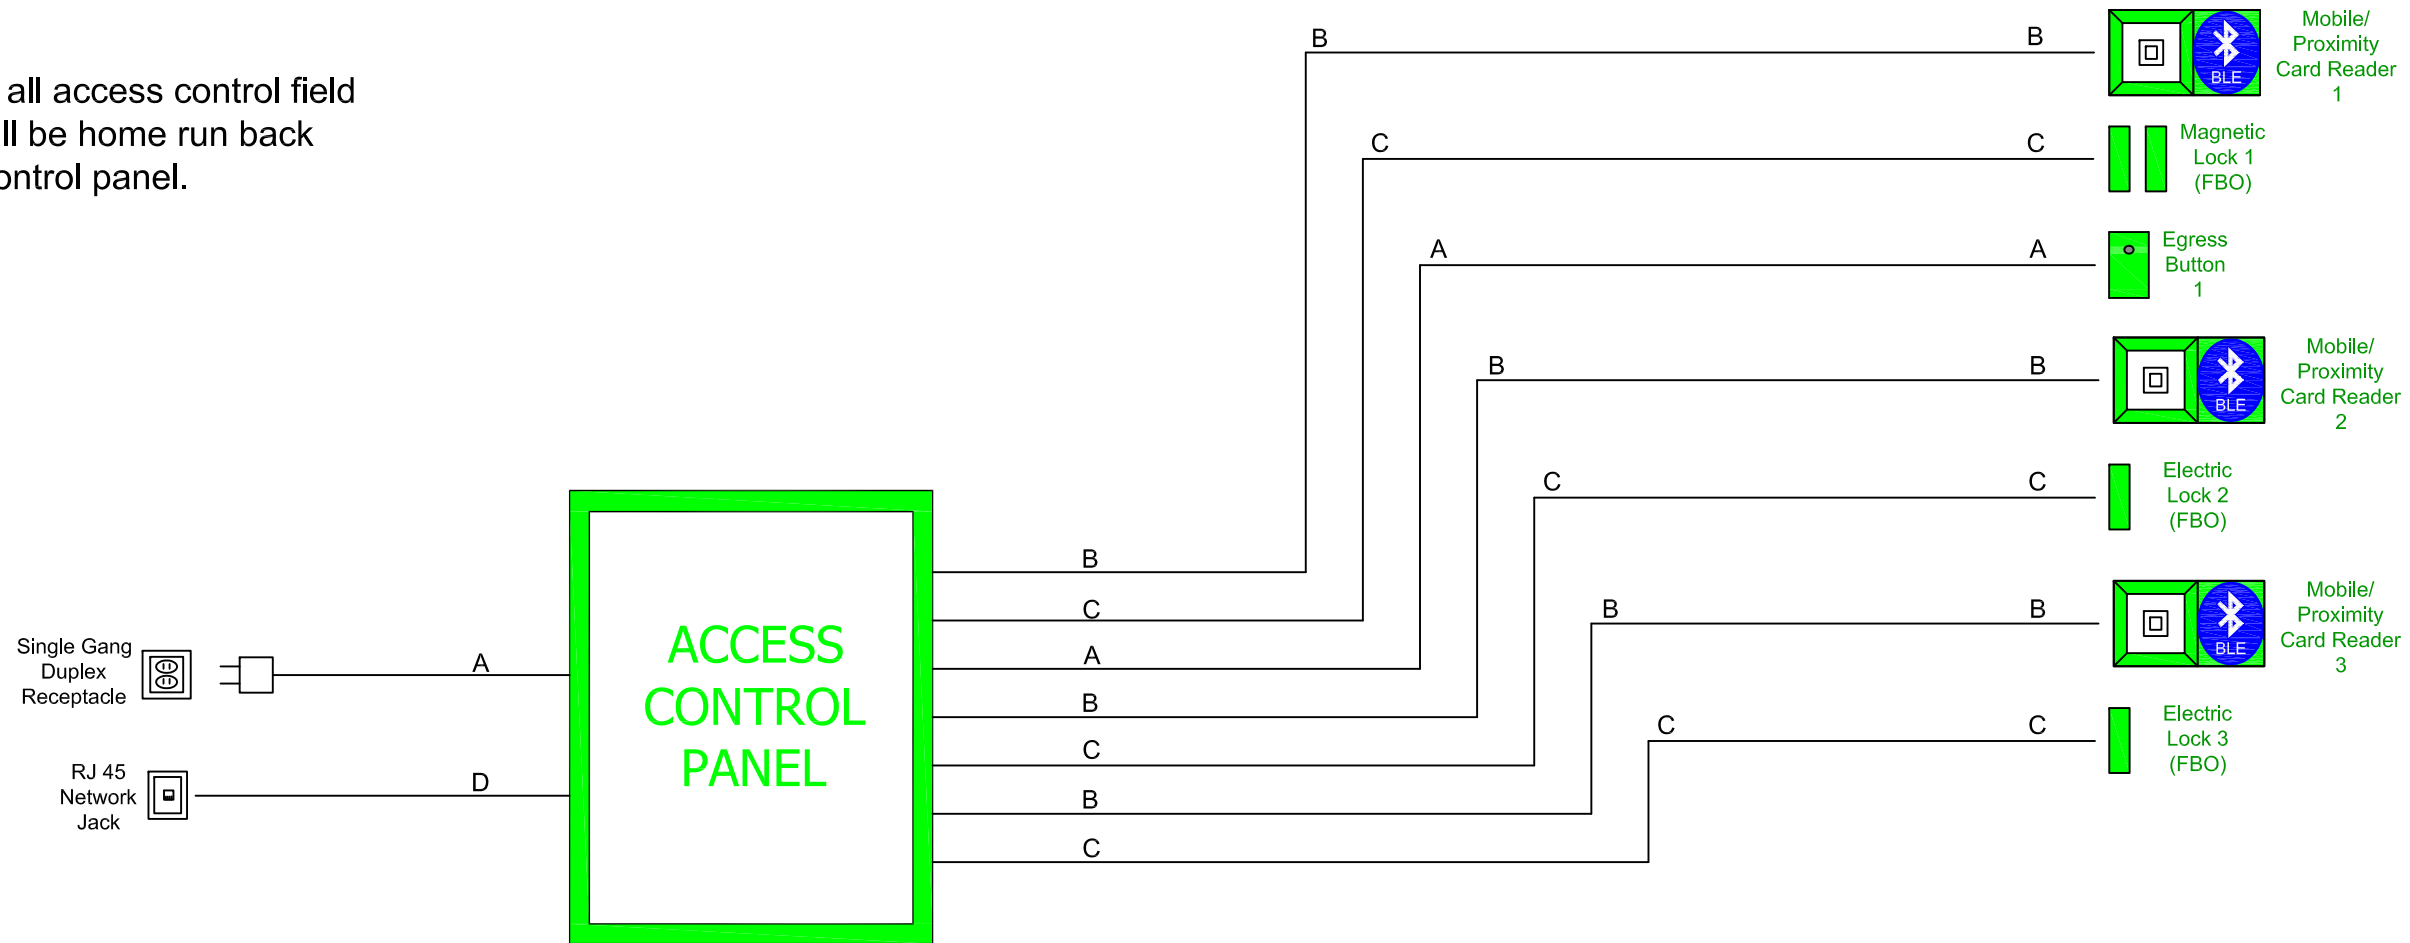 all access control field
be home run back
control panel.
B
B
Mobile/
Proximity
Card Reader
1
BLE
C
C
Magnetic
Lock 1
(FBO)
A
A
Egress
Button
1
B
B
Mobile/
Proximity
Card Reader
2
BLE
C
C
Electric
Lock 2
(FBO)
B
B
Mobile/
Proximity
Card Reader
3
BLE
C
C
Electric
Lock 3
(FBO)
B
C
A
B
C
B
C
ACCESS
CONTROL
PANEL
Single Gang
Duplex
Receptacle
A
RJ 45
Network
Jack
D